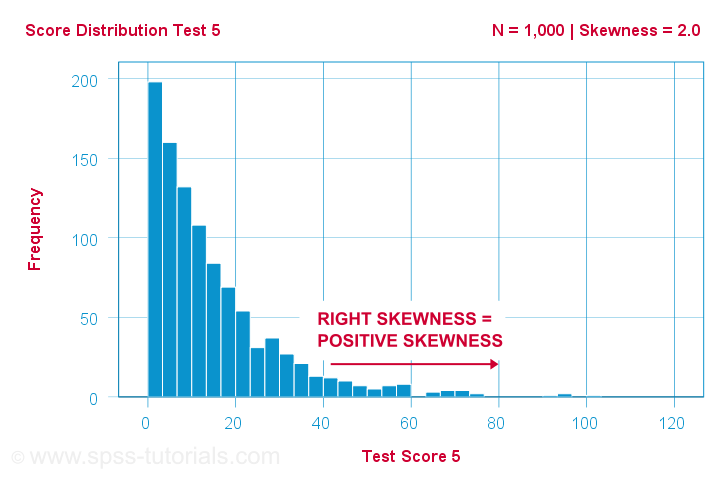 Score Distribution Test 5
N = 1,000 | Skewness = 2.0
200
150
100
50
0
Frequency
RIGHT SKEWNESS =
POSITIVE SKEWNESS
0 20 40 60 80 100 120
Test Score 5
© www.spss-tutorials.com